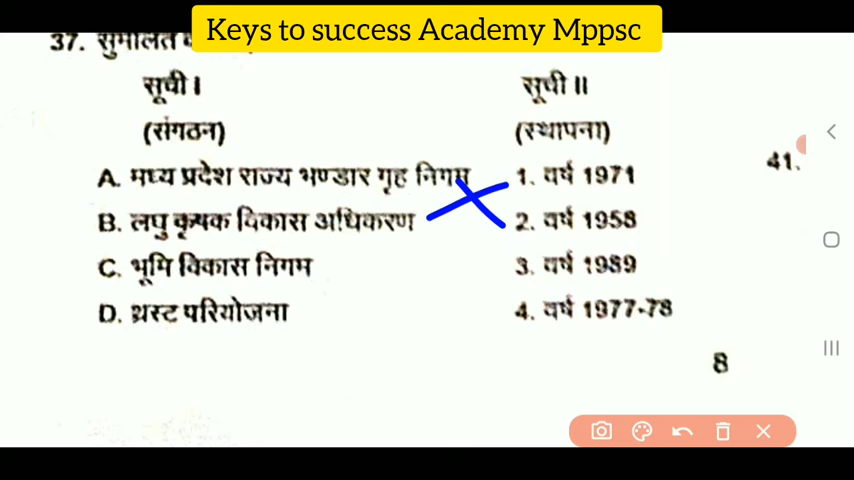 Keys to success Academy Mppsc
37. सुमेलित
सूची I सूची II
(संगठन) (स्थापना)
41.
A. मध्य प्रदेश राज्य भण्डार गृह निगम 1. वर्ष 1971
B. लघु कृषक विकास अभिकरण 2. वर्ष 1958
C. भूमि विकास निगम 3. वर्ष 1989
D. थ्रस्ट परियोजना 4. वर्ष 1977-78
8